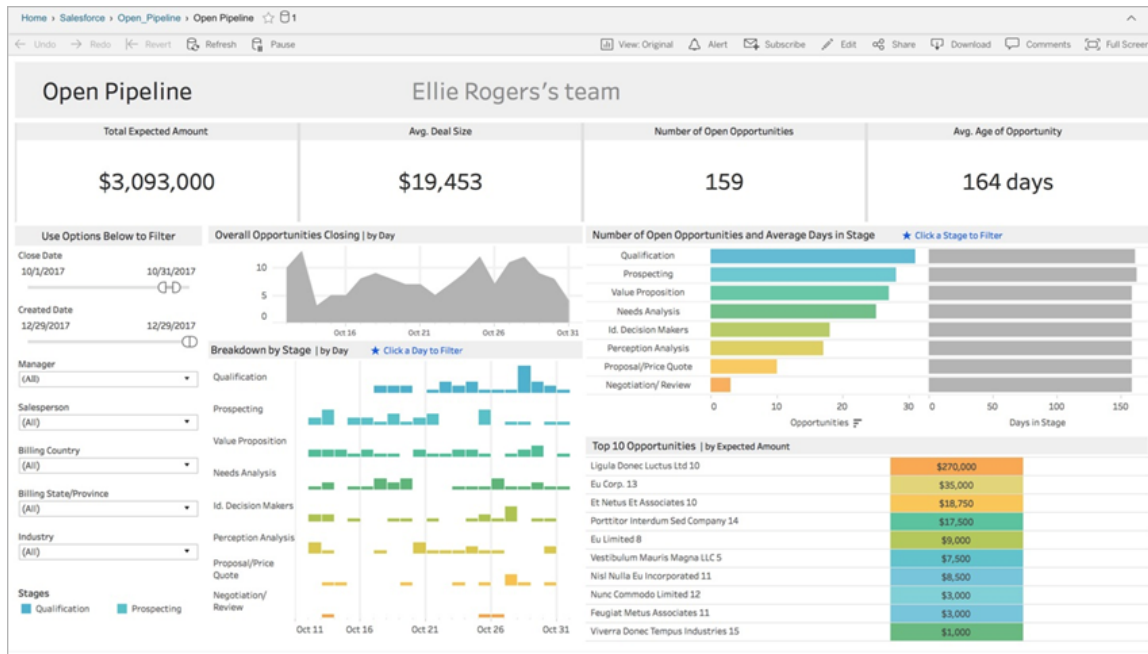 Home › Salesforce › Open_Pipeline › Open Pipeline 1
Undo Redo Revert Refresh Pause View: Original Alert Subscribe Edit Share Download Comments Full Screen
Open Pipeline Ellie Rogers's team
Total Expected Amount Avg. Deal Size Number of Open Opportunities Avg. Age of Opportunity
$3,093,000 $19,453 159 164 days
Use Options Below to Filter
Close Date
10/1/2017 10/31/2017
Created Date
12/29/2017 12/29/2017
Manager
(All)
Salesperson
(All)
Billing Country
(All)
Billing State/Province
(All)
Industry
(All)
Stages
Qualification Prospecting
Overall Opportunities Closing | by Day
10
5
0
Oct 16 Oct 21 Oct 26 Oct 31
Breakdown by Stage | by Day ★ Click a Day to Filter
Qualification
Prospecting
Value Proposition
Needs Analysis
Id. Decision Makers
Perception Analysis
Proposal/Price
Quote
Negotiation/
Review
Oct 11 Oct 16 Oct 21 Oct 26 Oct 31
Number of Open Opportunities and Average Days in Stage ★ Click a Stage to Filter
Qualification
Prospecting
Value Proposition
Needs Analysis
Id. Decision Makers
Perception Analysis
Proposal/Price Quote
Negotiation/ Review
0 10 20 30 0 50 100 150
Opportunities Days in Stage
Top 10 Opportunities | by Expected Amount
Ligula Donec Luctus Ltd 10 $270,000
Eu Corp. 13 $35,000
Et Netus Et Associates 10 $18,750
Porttitor Interdum Sed Company 14 $17,500
Eu Limited 8 $9,000
Vestibulum Mauris Magna LLC 5 $7,500
Nisl Nulla Eu Incorporated 11 $8,500
Nunc Commodo Limited 12 $3,000
Feugiat Metus Associates 11 $3,000
Viverra Donec Tempus Industries 15 $1,000